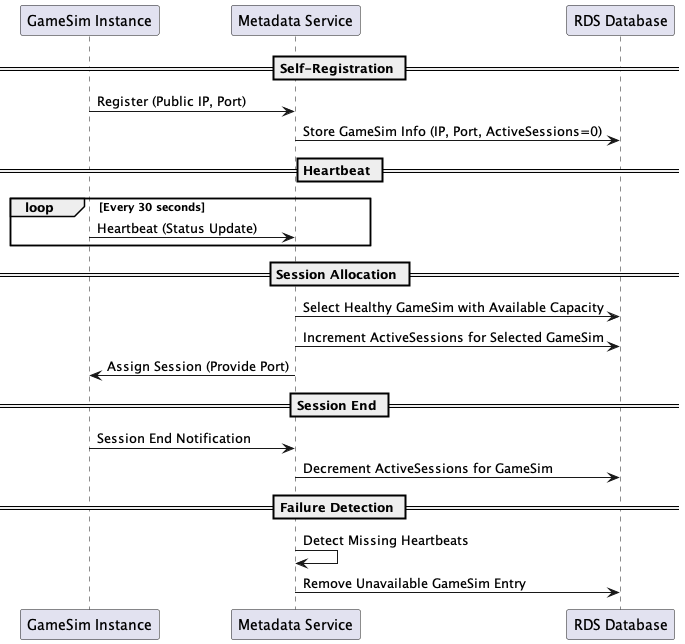 GameSim Instance
Metadata Service
RDS Database
Self-Registration
Register (Public IP, Port)
Store GameSim Info (IP, Port, ActiveSessions=0)
Heartbeat
loop
[Every 30 seconds]
Heartbeat (Status Update)
Session Allocation
Select Healthy GameSim with Available Capacity
Increment ActiveSessions for Selected GameSim
Assign Session (Provide Port)
Session End
Session End Notification
Decrement ActiveSessions for GameSim
Failure Detection
Detect Missing Heartbeats
Remove Unavailable GameSim Entry
GameSim Instance
Metadata Service
RDS Database